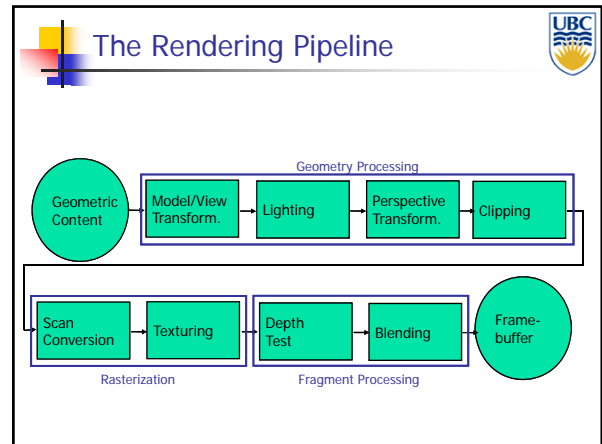 The Rendering Pipeline
UBC
Geometry Processing
Geometric
Content
Model/View
Transform.
Lighting
Perspective
Transform.
Clipping
Scan
Conversion
Texturing
Depth
Test
Blending
Frame-
buffer
Rasterization
Fragment Processing